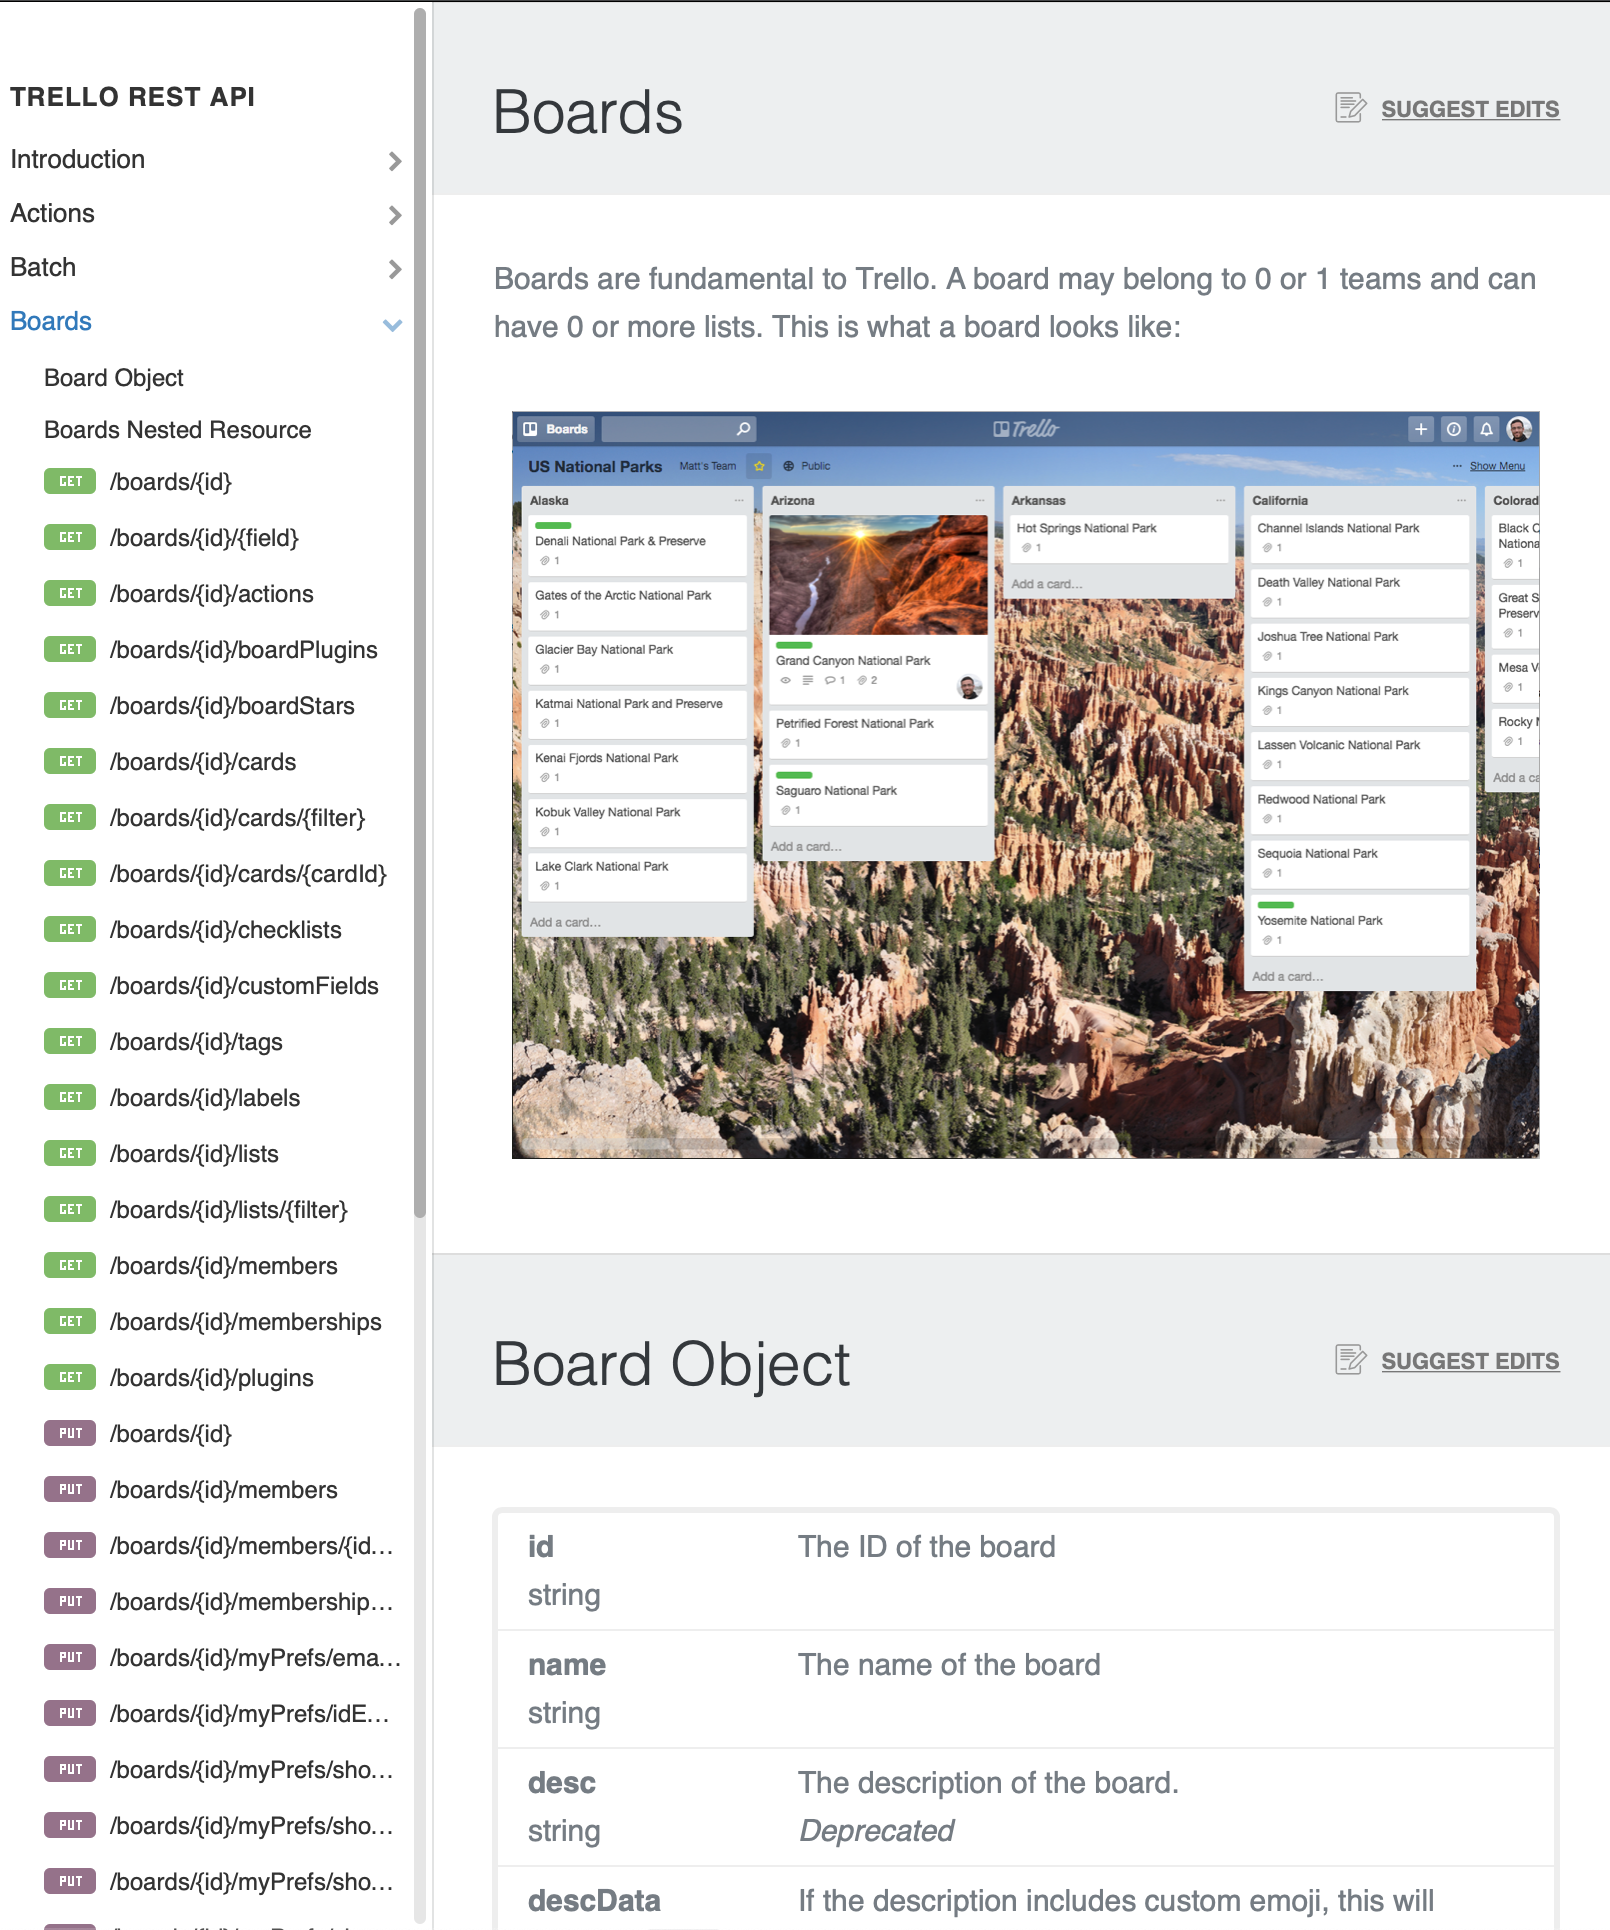 TRELLO REST API
Introduction
Actions
Batch
Boards
Board Object
Boards Nested Resource
GET /boards/{id}
GET /boards/{id}/{field}
GET /boards/{id}/actions
GET /boards/{id}/boardPlugins
GET /boards/{id}/boardStars
GET /boards/{id}/cards
GET /boards/{id}/cards/{filter}
GET /boards/{id}/cards/{cardId}
GET /boards/{id}/checklists
GET /boards/{id}/customFields
GET /boards/{id}/tags
GET /boards/{id}/labels
GET /boards/{id}/lists
GET /boards/{id}/lists/{filter}
GET /boards/{id}/members
GET /boards/{id}/memberships
GET /boards/{id}/plugins
PUT /boards/{id}
PUT /boards/{id}/members
PUT /boards/{id}/members/{id...
PUT /boards/{id}/membership...
PUT /boards/{id}/myPrefs/ema...
PUT /boards/{id}/myPrefs/idE...
PUT /boards/{id}/myPrefs/sho...
PUT /boards/{id}/myPrefs/sho...
PUT /boards/{id}/myPrefs/sho...
Boards
SUGGEST EDITS
Boards are fundamental to Trello. A board may belong to 0 or 1 teams and can
have 0 or more lists. This is what a board looks like:
Boards
Trello
US National Parks Matt's Team Public
... Show Menu
Alaska ...
Denali National Park & Preserve
1
Gates of the Arctic National Park
1
Glacier Bay National Park
1
Katmai National Park and Preserve
1
Kenai Fjords National Park
1
Kobuk Valley National Park
1
Lake Clark National Park
1
Add a card...
Arizona ...
Grand Canyon National Park
1 2
Petrified Forest National Park
1
Saguaro National Park
1
Add a card...
Arkansas ...
Hot Springs National Park
1
Add a card...
California ...
Channel Islands National Park
1
Death Valley National Park
1
Joshua Tree National Park
1
Kings Canyon National Park
1
Lassen Volcanic National Park
1
Redwood National Park
1
Sequoia National Park
1
Yosemite National Park
1
Add a card...
Colorad
Black C
Nationa
1
Great S
Preserv
1
Mesa V
1
Rocky
1
Add a ca
Board Object
SUGGEST EDITS
id The ID of the board
string
name The name of the board
string
desc The description of the board.
string Deprecated
descData If the description includes custom emoji, this will